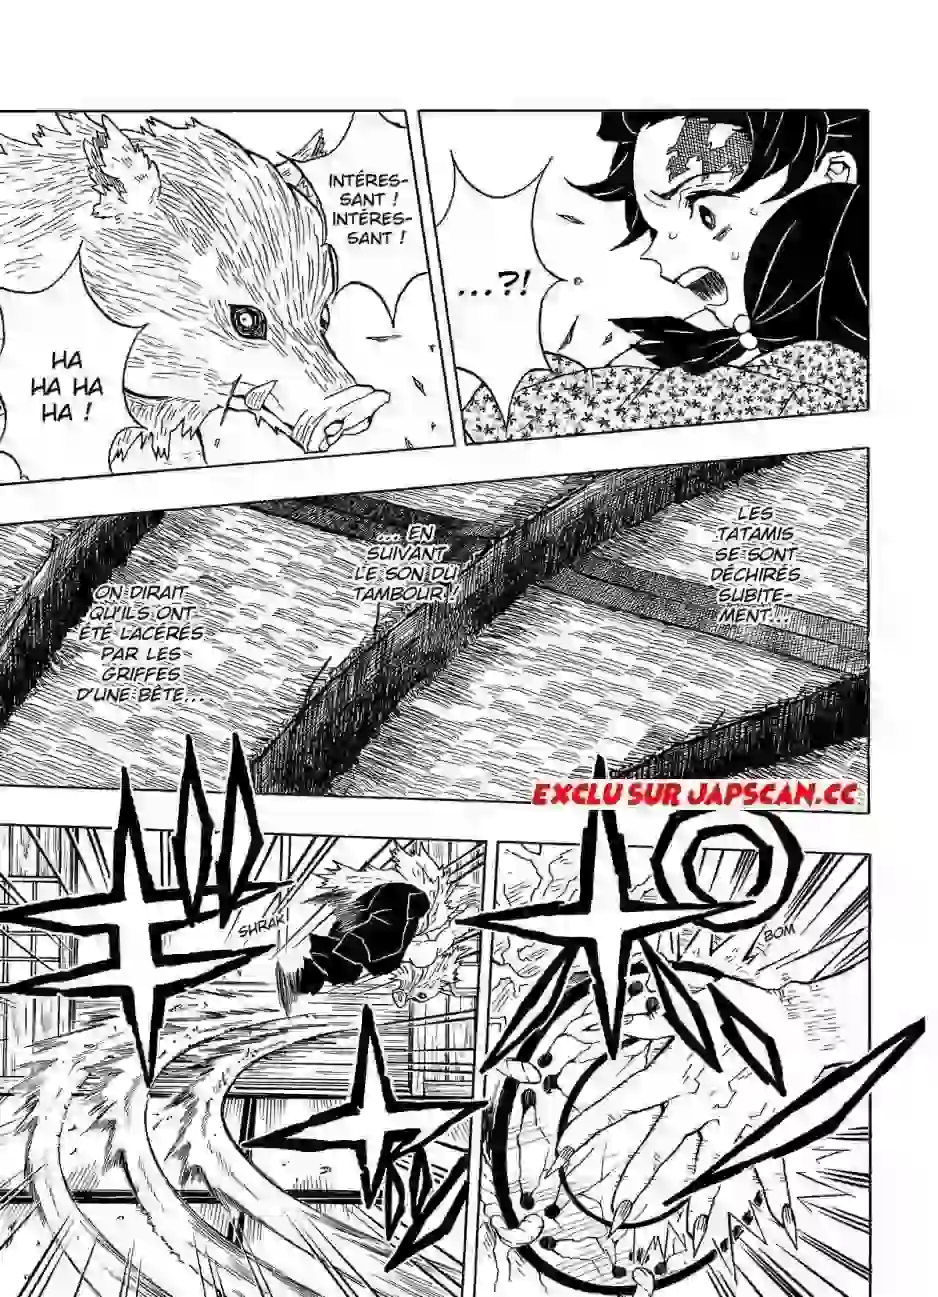 ...?!
INTÉRES-
SANT !
INTÉRES-
SANT !
HA
HA HA
HA !
LES
TATAMIS
SE SONT
DÉCHIRÉS
SUBITE-
MENT...
... EN
SUIVANT
LE SON DU
TAMBOUR !
ON DIRAIT
QU'ILS ONT
ÉTÉ LACÉRÉS
PAR LES
GRIFFES
D'UNE BÊTE...
EXCLU SUR JAPSCAN.CC
BOM
SHRAK!